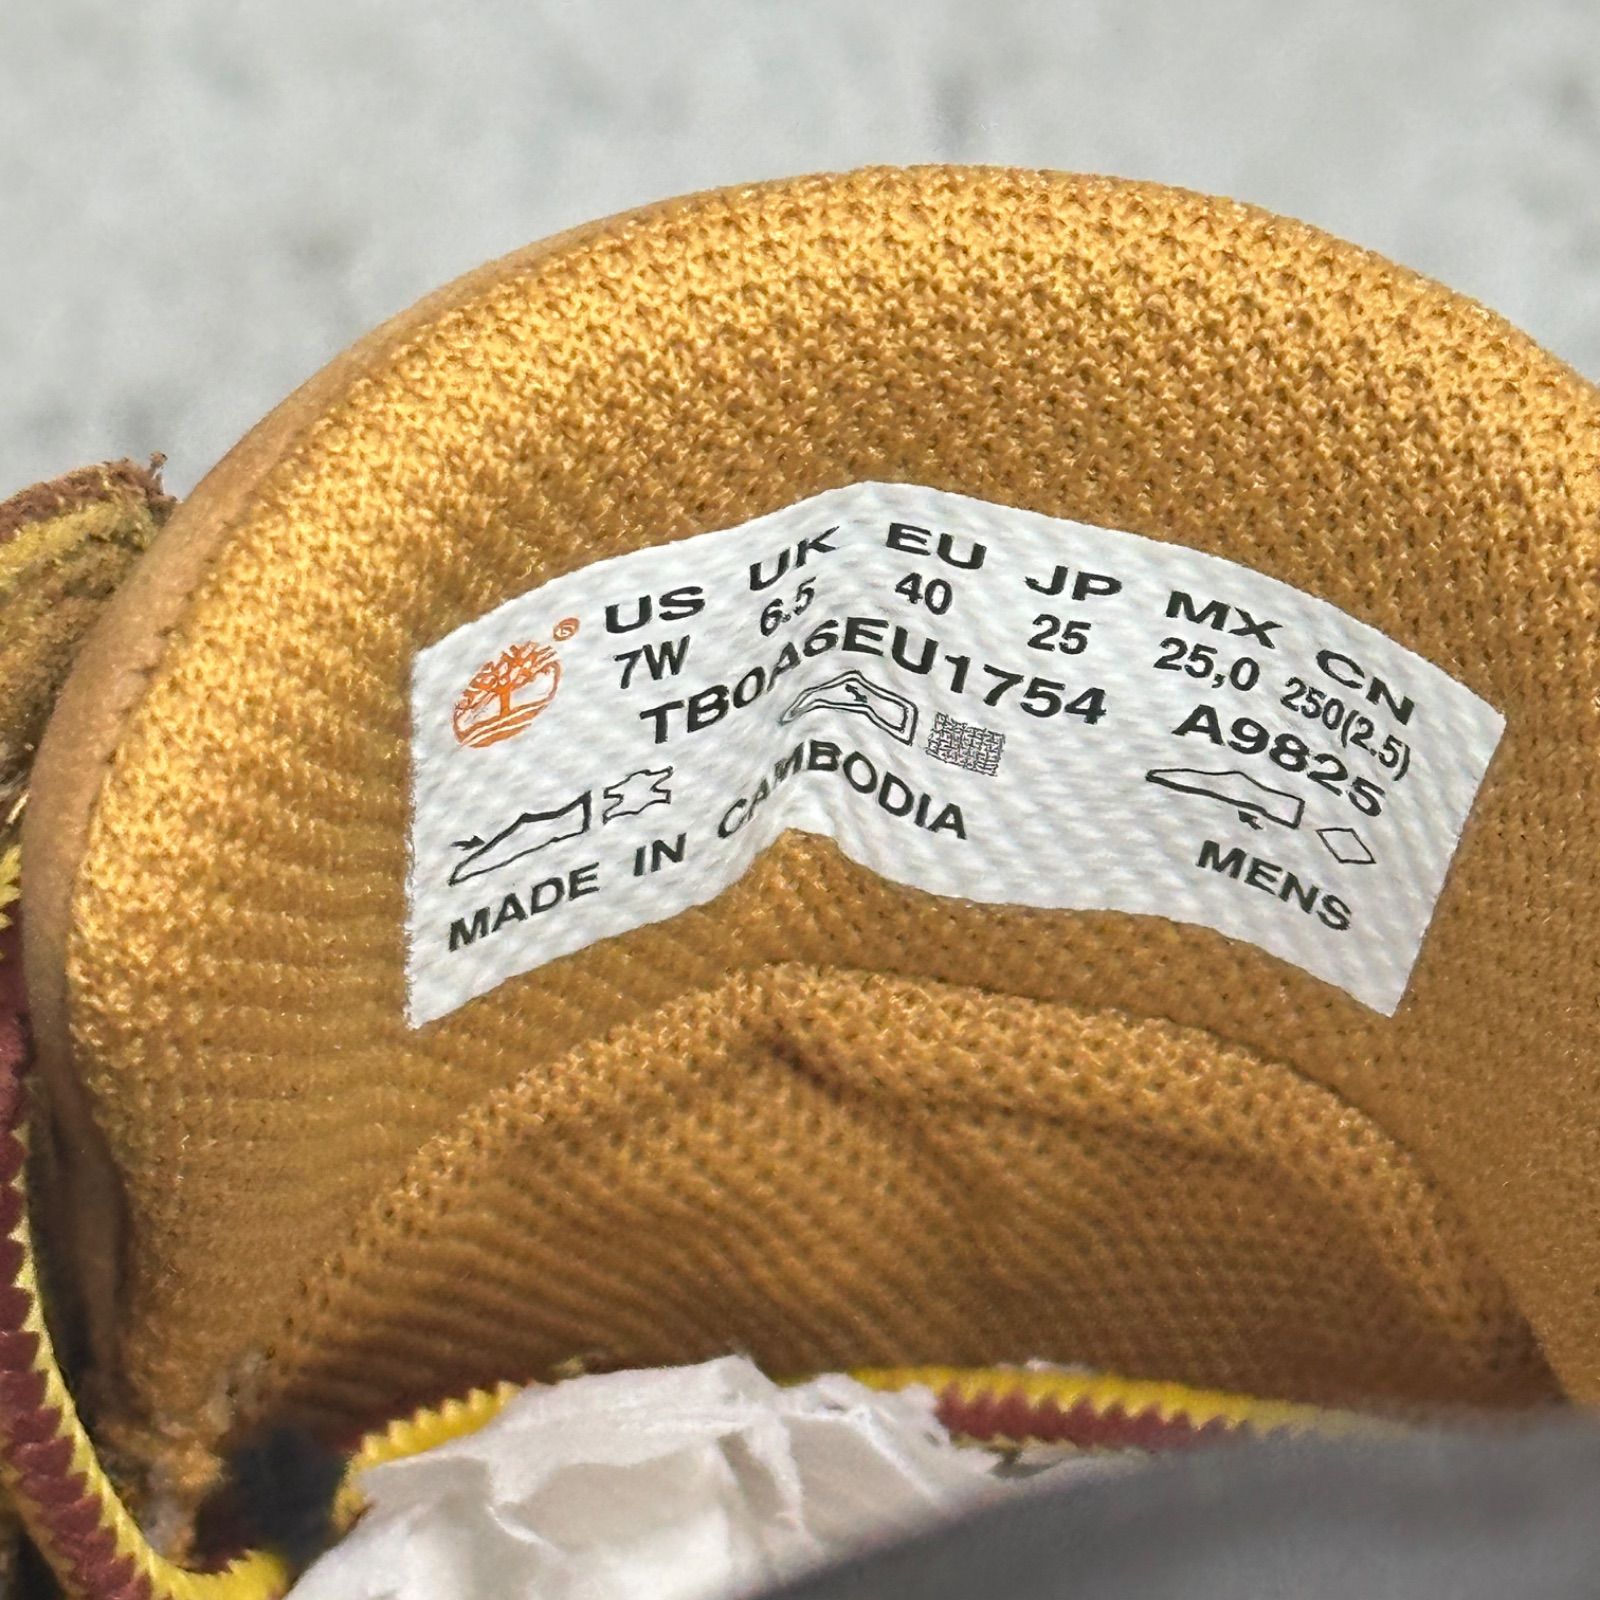 ® US UK EU JP MX CN
7W 6.5 40 25 25,0 250(2.5)
TB0A6EU1754 A9825
MADE IN CAMBODIA MENS